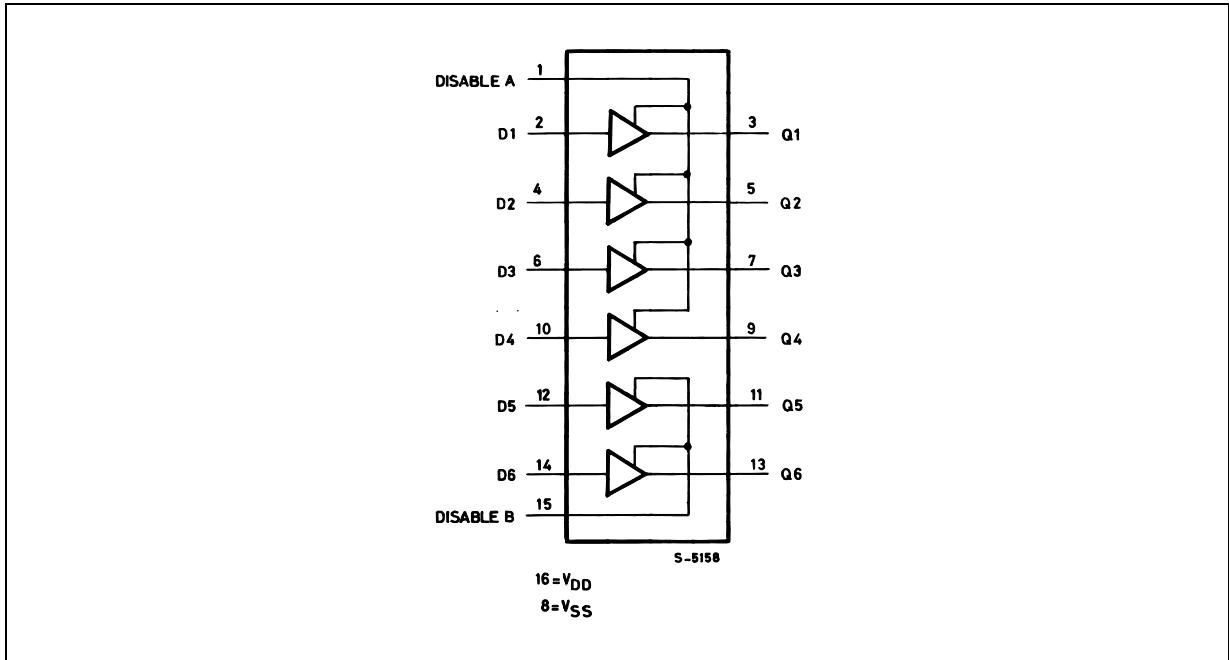 DISABLE A 1
D1 2 3 Q1
D2 4 5 Q2
D3 6 7 Q3
D4 10 9 Q4
D5 12 11 Q5
D6 14 13 Q6
DISABLE B 15
S-5158
16=VDD
8=VSS